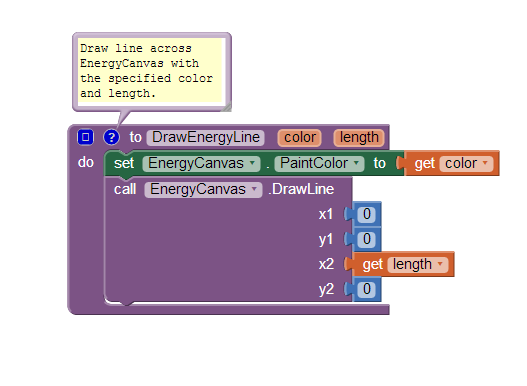 Draw line across
EnergyCanvas with
the specified color
and length.
? to DrawEnergyLine color length
do set EnergyCanvas . PaintColor to get color
call EnergyCanvas .DrawLine
x1 0
y1 0
x2 get length
y2 0